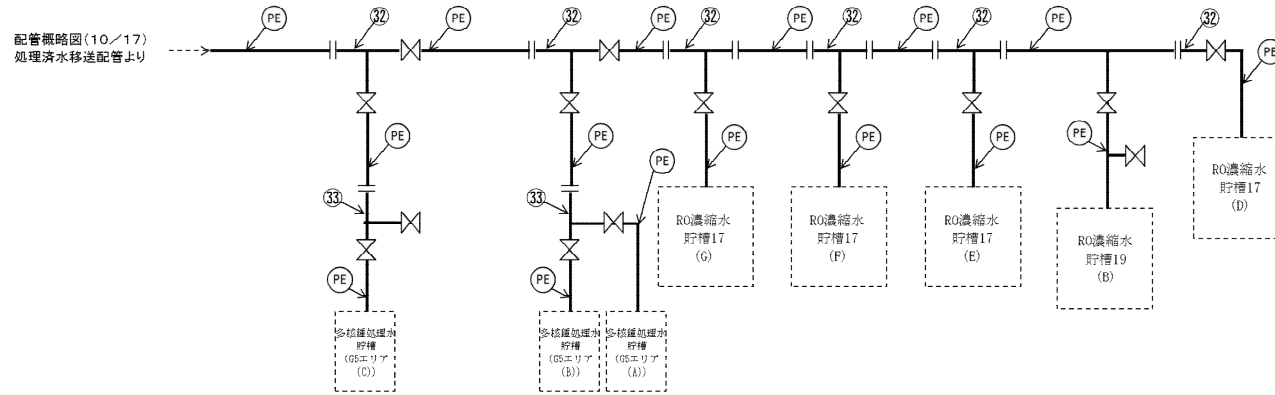 PE
㉜
PE
㉜
PE
㉜
PE
㉜
PE
㉜
PE
㉜
PE
配管概略図(10/17)
処理済水移送配管より
PE
PE
PE
PE
PE
PE
PE
㉝
㉝
PE
PE
RO濃縮水
貯槽17
(G)
RO濃縮水
貯槽17
(F)
RO濃縮水
貯槽17
(E)
RO濃縮水
貯槽19
(B)
RO濃縮水
貯槽17
(D)
多核種処理水
貯槽
(G5エリア
(C))
多核種処理水
貯槽
(G5エリア
(B))
多核種処理水
貯槽
(G5エリア
(A))